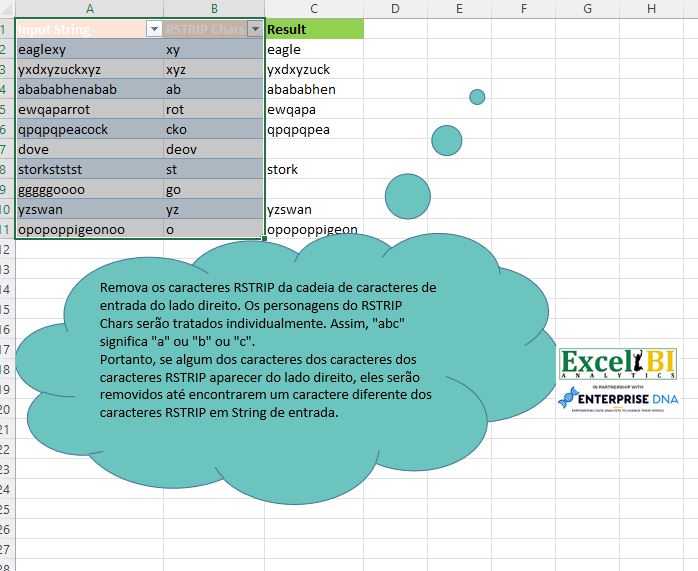 A B C D E F G H
1 Input String RSTRIP Chars Result
2 eaglexy xy eagle
3 yxdxyzuckxyz xyz yxdxyzuck
4 abababhenabab ab abababhen
5 ewqaparrot rot ewqapa
6 qpqpqpeacock cko qpqpqpea
7 dove deov
8 storkststst st stork
9 gggggoooo go
10 yzswan yz yzswan
11 opopoppigeonoo o opopoppigeon
12
13
14
15
16
17
18
19
20
21
22
23
24
25
26
27
28
Remova os caracteres RSTRIP da cadeia de caracteres de
entrada do lado direito. Os personagens do RSTRIP
Chars serão tratados individualmente. Assim, "abc"
significa "a" ou "b" ou "c".
Portanto, se algum dos caracteres dos caracteres dos
caracteres RSTRIP aparecer do lado direito, eles serão
removidos até encontrarem um caractere diferente dos
caracteres RSTRIP em String de entrada.
Excel BI
ANALYTICS
IN PARTNERSHIP WITH
ENTERPRISE DNA
EMPOWERING DATA ANALYSTS TO CHANGE THEIR WORLD